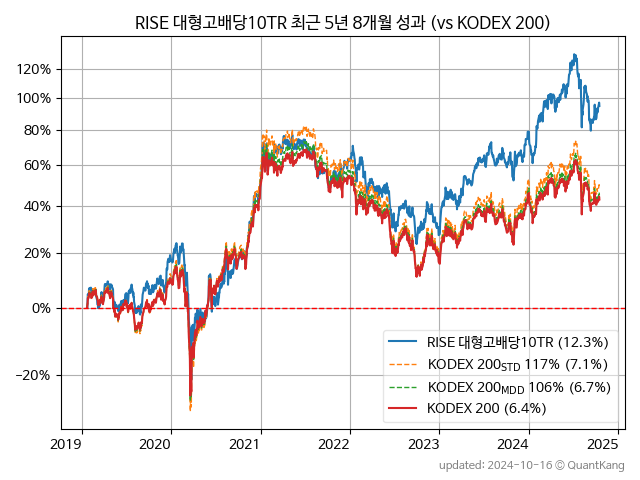 RISE 대형고배당10TR 최근 5년 8개월 성과 (vs KODEX 200)
120%
100%
80%
60%
40%
20%
0%
−20%
RISE 대형고배당10TR (12.3%)
KODEX 200STD 117% (7.1%)
KODEX 200MDD 106% (6.7%)
KODEX 200 (6.4%)
2019 2020 2021 2022 2023 2024 2025
updated: 2024-10-16 © QuantKang